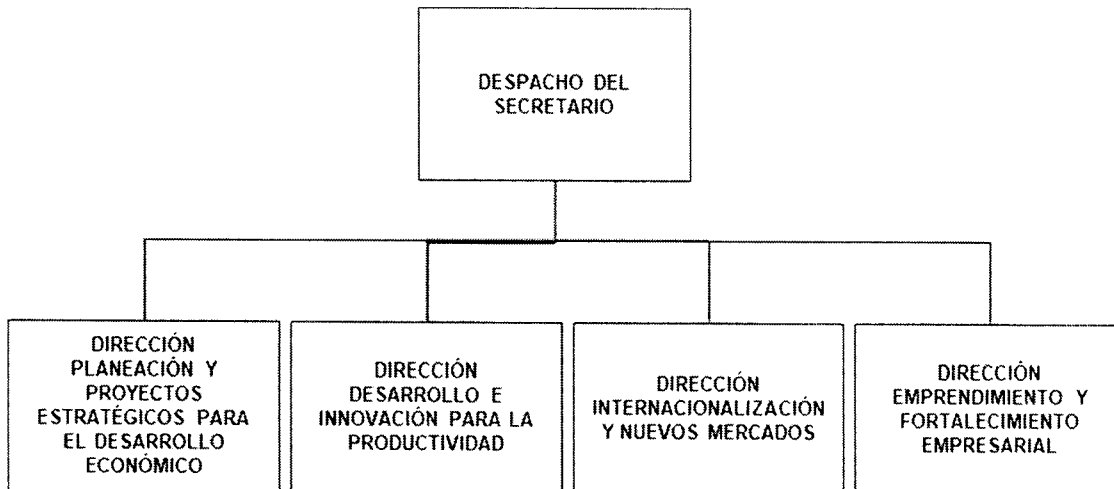 DESPACHO DEL
SECRETARIO
DIRECCIÓN
PLANEACIÓN Y
PROYECTOS
ESTRATÉGICOS PARA
EL DESARROLLO
ECONÓMICO
DIRECCIÓN
DESARROLLO E
INNOVACIÓN PARA LA
PRODUCTIVIDAD
DIRECCIÓN
INTERNACIONALIZACIÓN
Y NUEVOS MERCADOS
DIRECCIÓN
EMPRENDIMIENTO Y
FORTALECIMIENTO
EMPRESARIAL